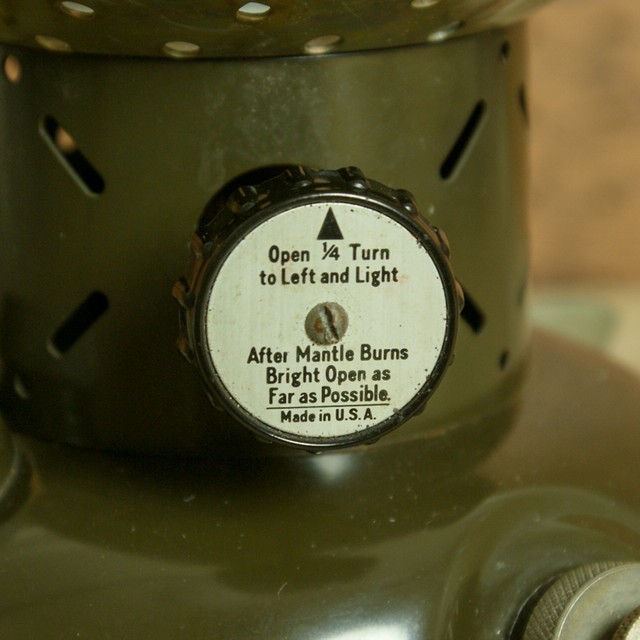 Open ¼ Turn
to Left and Light
After Mantle Burns
Bright Open as
Far as Possible.
Made in U.S.A.